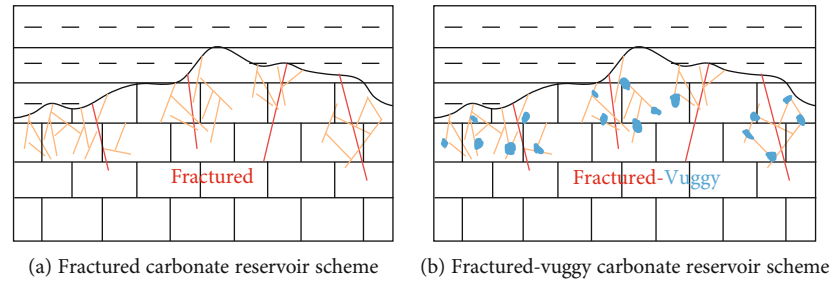 Fractured
Fractured-Vuggy
(a) Fractured carbonate reservoir scheme
(b) Fractured-vuggy carbonate reservoir scheme